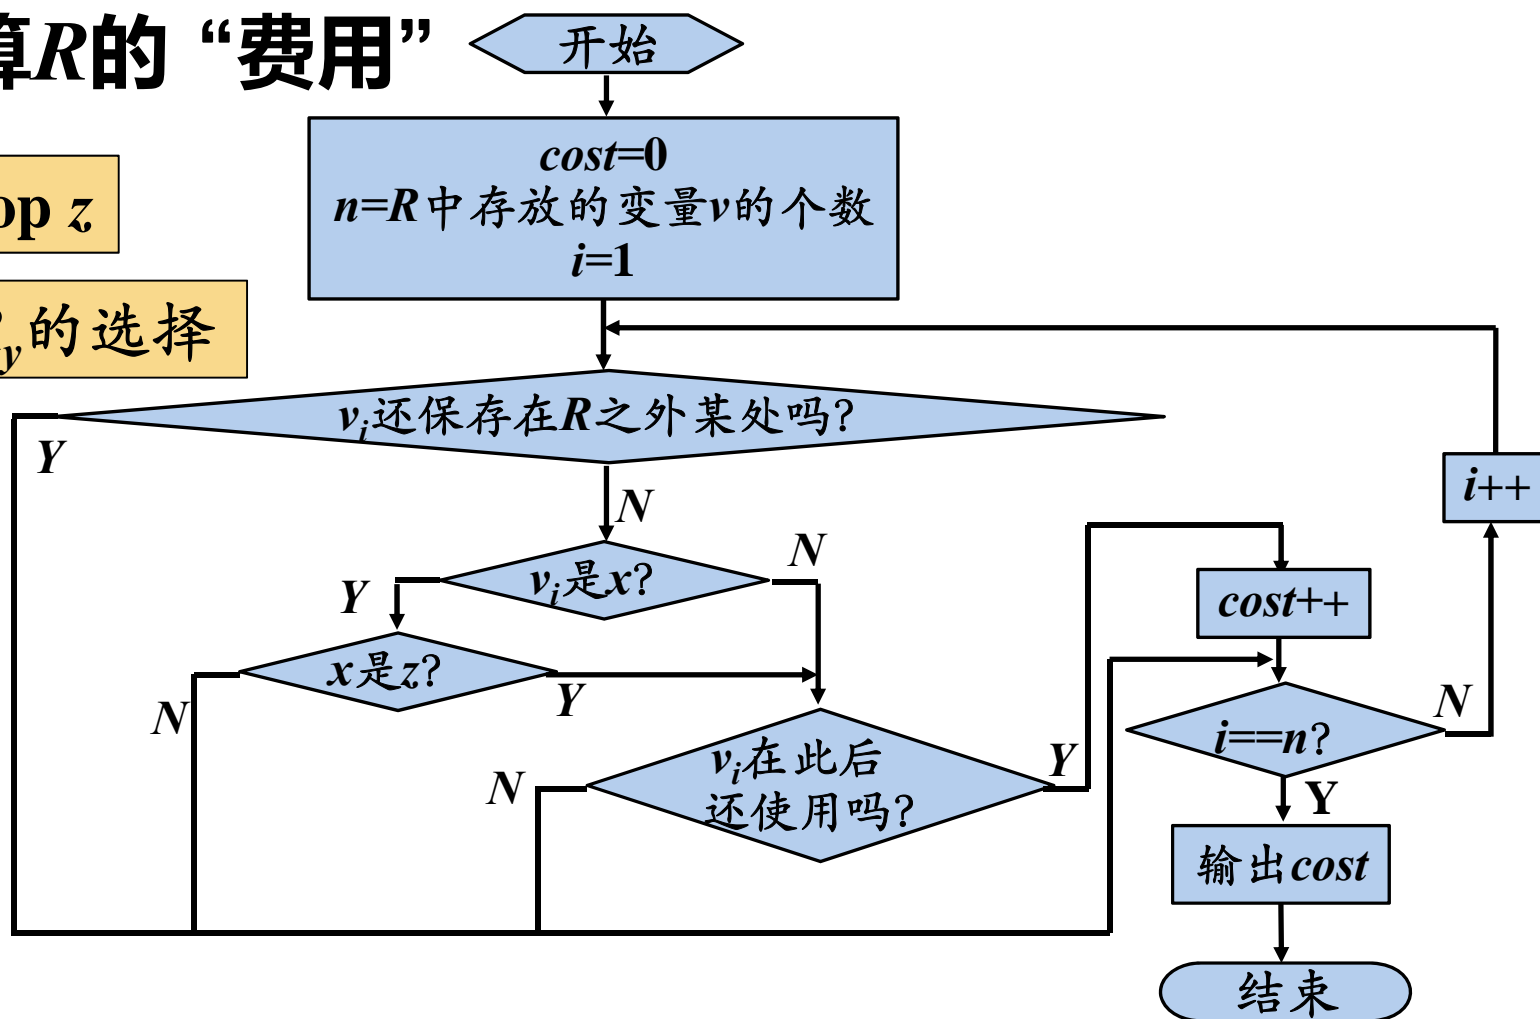 算R的“费用”
开始
cost=0
n=R中存放的变量v的个数
i=1
op z
y的选择
vi还保存在R之外某处吗?
Y
N
i++
vi是x?
N
Y
cost++
x是z?
Y
N
N
i==n?
vi在此后
还使用吗?
N
Y
Y
输出cost
结束